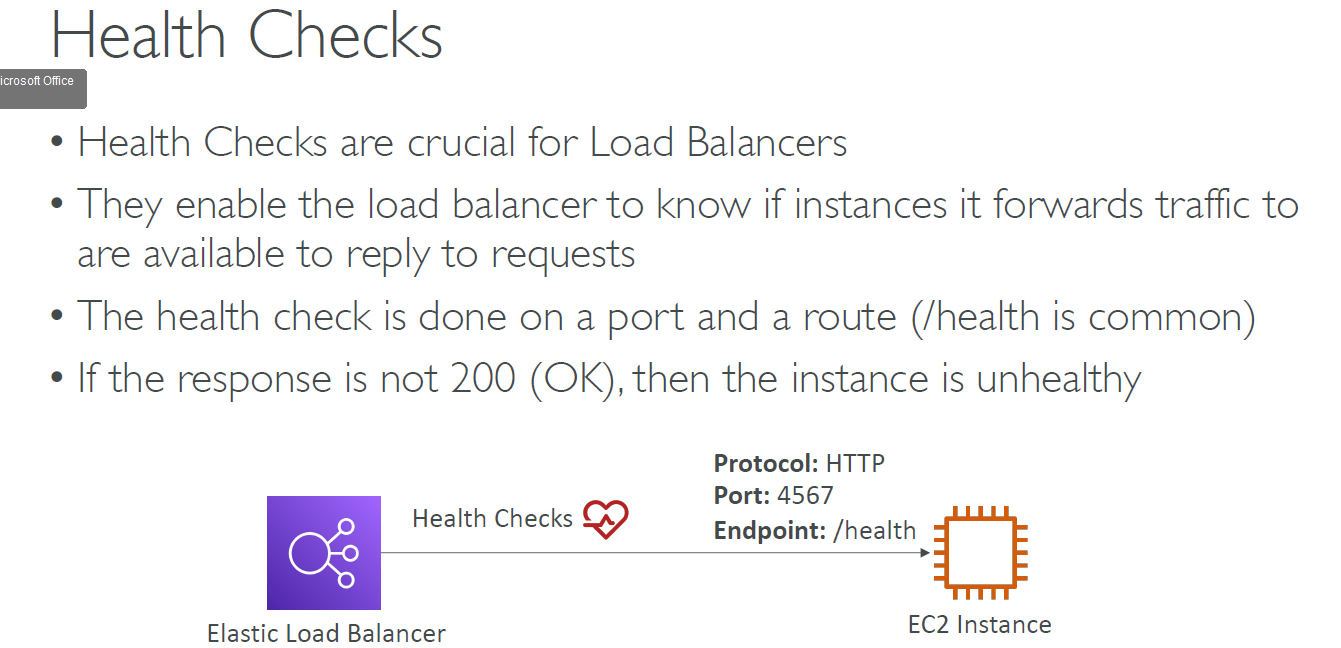 Health Checks
icrosoft Office
• Health Checks are crucial for Load Balancers
• They enable the load balancer to know if instances it forwards traffic to
are available to reply to requests
• The health check is done on a port and a route (/health is common)
• If the response is not 200 (OK), then the instance is unhealthy
Protocol: HTTP
Port: 4567
Endpoint: /health
Health Checks
Elastic Load Balancer
EC2 Instance